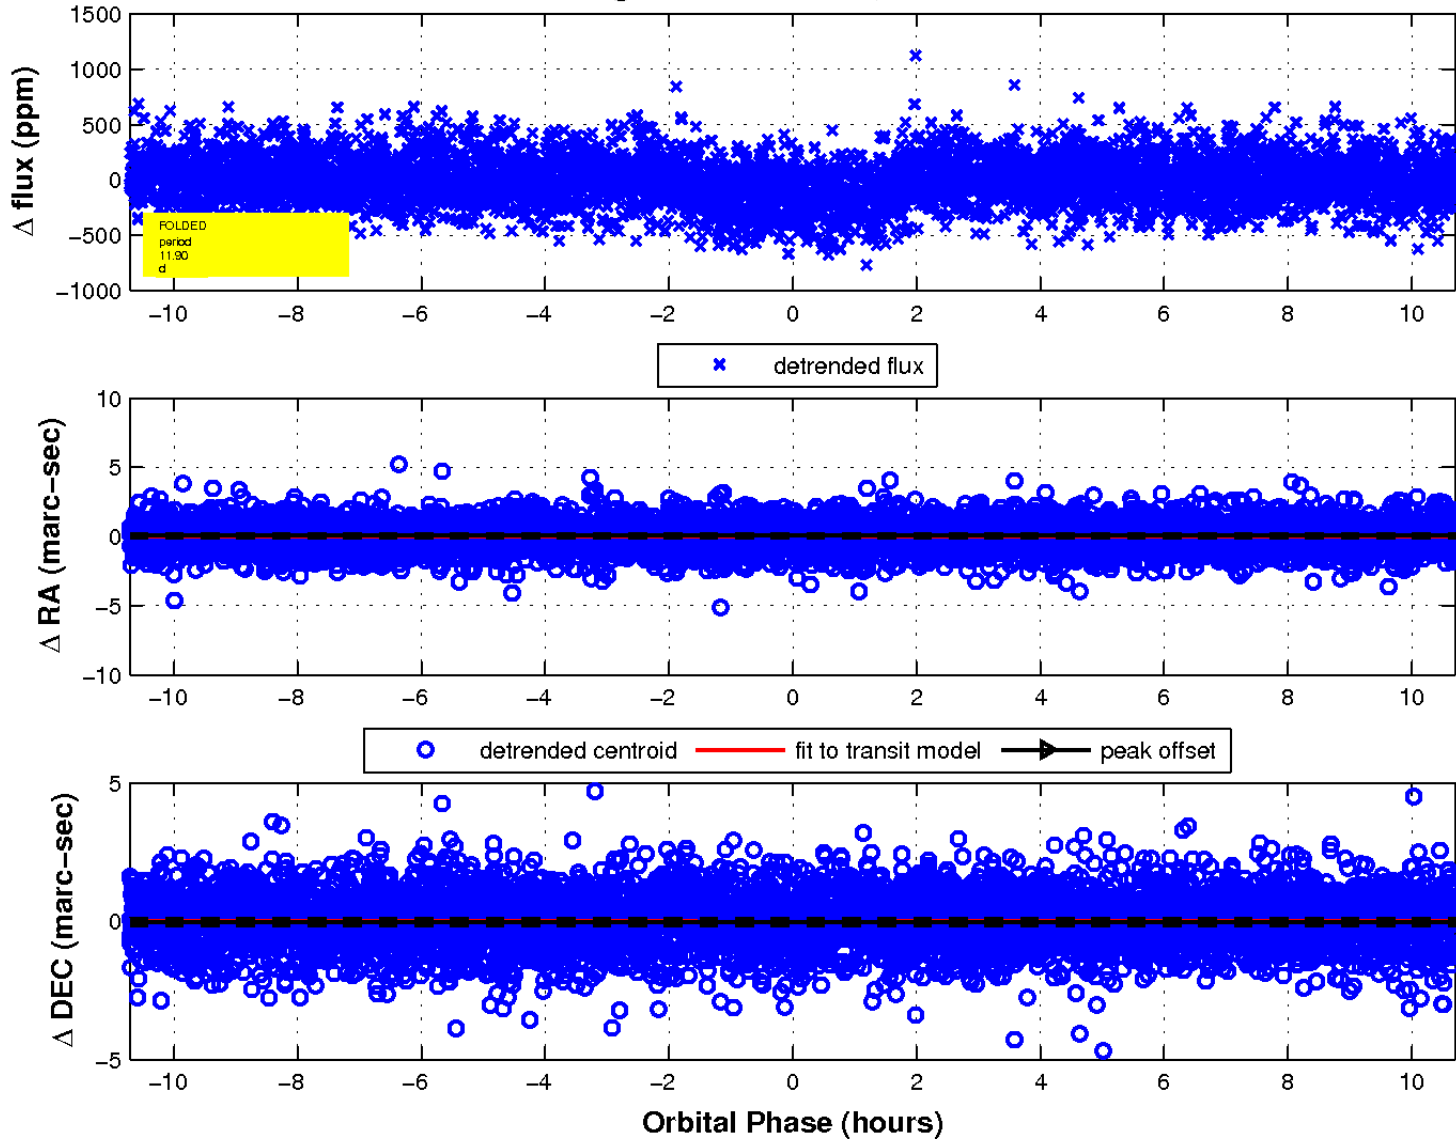 1500
1000
500
0
−500
−1000
Δ flux (ppm)
FOLDED
period
11.90
d
−10 −8 −6 −4 −2 0 2 4 6 8 10
detrended flux
10
5
0
−5
−10
Δ RA (marc−sec)
−10 −8 −6 −4 −2 0 2 4 6 8 10
detrended centroid fit to transit model peak offset
5
0
−5
Δ DEC (marc−sec)
−10 −8 −6 −4 −2 0 2 4 6 8 10
Orbital Phase (hours)